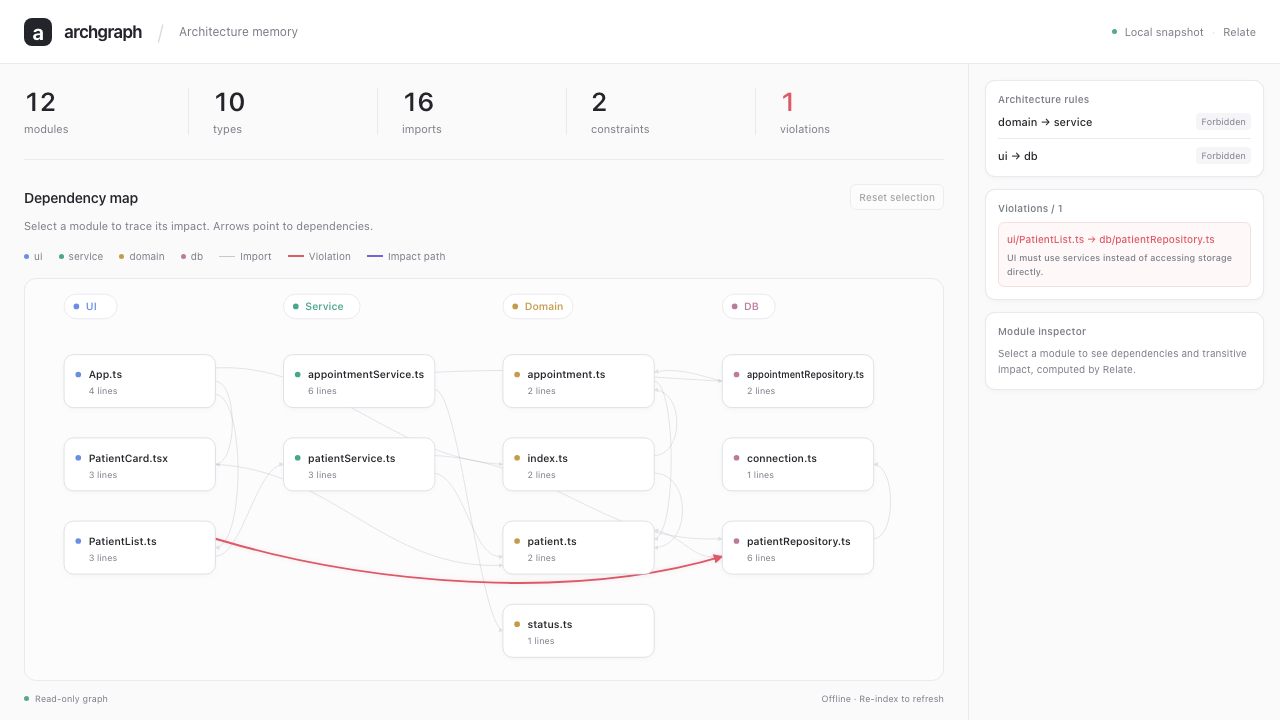 a archgraph / Architecture memory
Local snapshot · Relate
12
modules
10
types
16
imports
2
constraints
1
violations
Dependency map
Reset selection
Select a module to trace its impact. Arrows point to dependencies.
ui service domain db Import Violation Impact path
UI
Service
Domain
DB
App.ts
4 lines
appointmentService.ts
6 lines
appointment.ts
2 lines
appointmentRepository.ts
2 lines
PatientCard.tsx
3 lines
patientService.ts
3 lines
index.ts
2 lines
connection.ts
1 lines
PatientList.ts
3 lines
patient.ts
2 lines
patientRepository.ts
6 lines
status.ts
1 lines
Read-only graph
Offline · Re-index to refresh
Architecture rules
domain → service
Forbidden
ui → db
Forbidden
Violations / 1
ui/PatientList.ts → db/patientRepository.ts
UI must use services instead of accessing storage
directly.
Module inspector
Select a module to see dependencies and transitive
impact, computed by Relate.